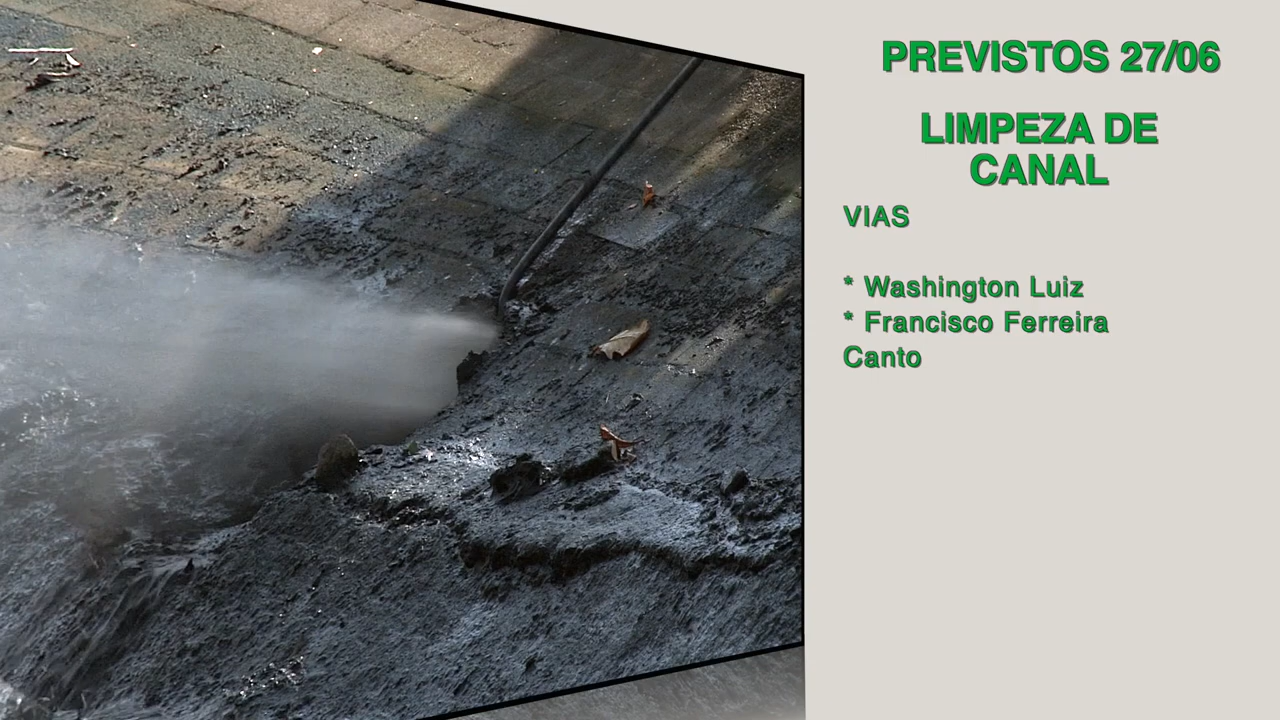 PREVISTOS 27/06
LIMPEZA DE
CANAL
VIAS
* Washington Luiz
* Francisco Ferreira
Canto